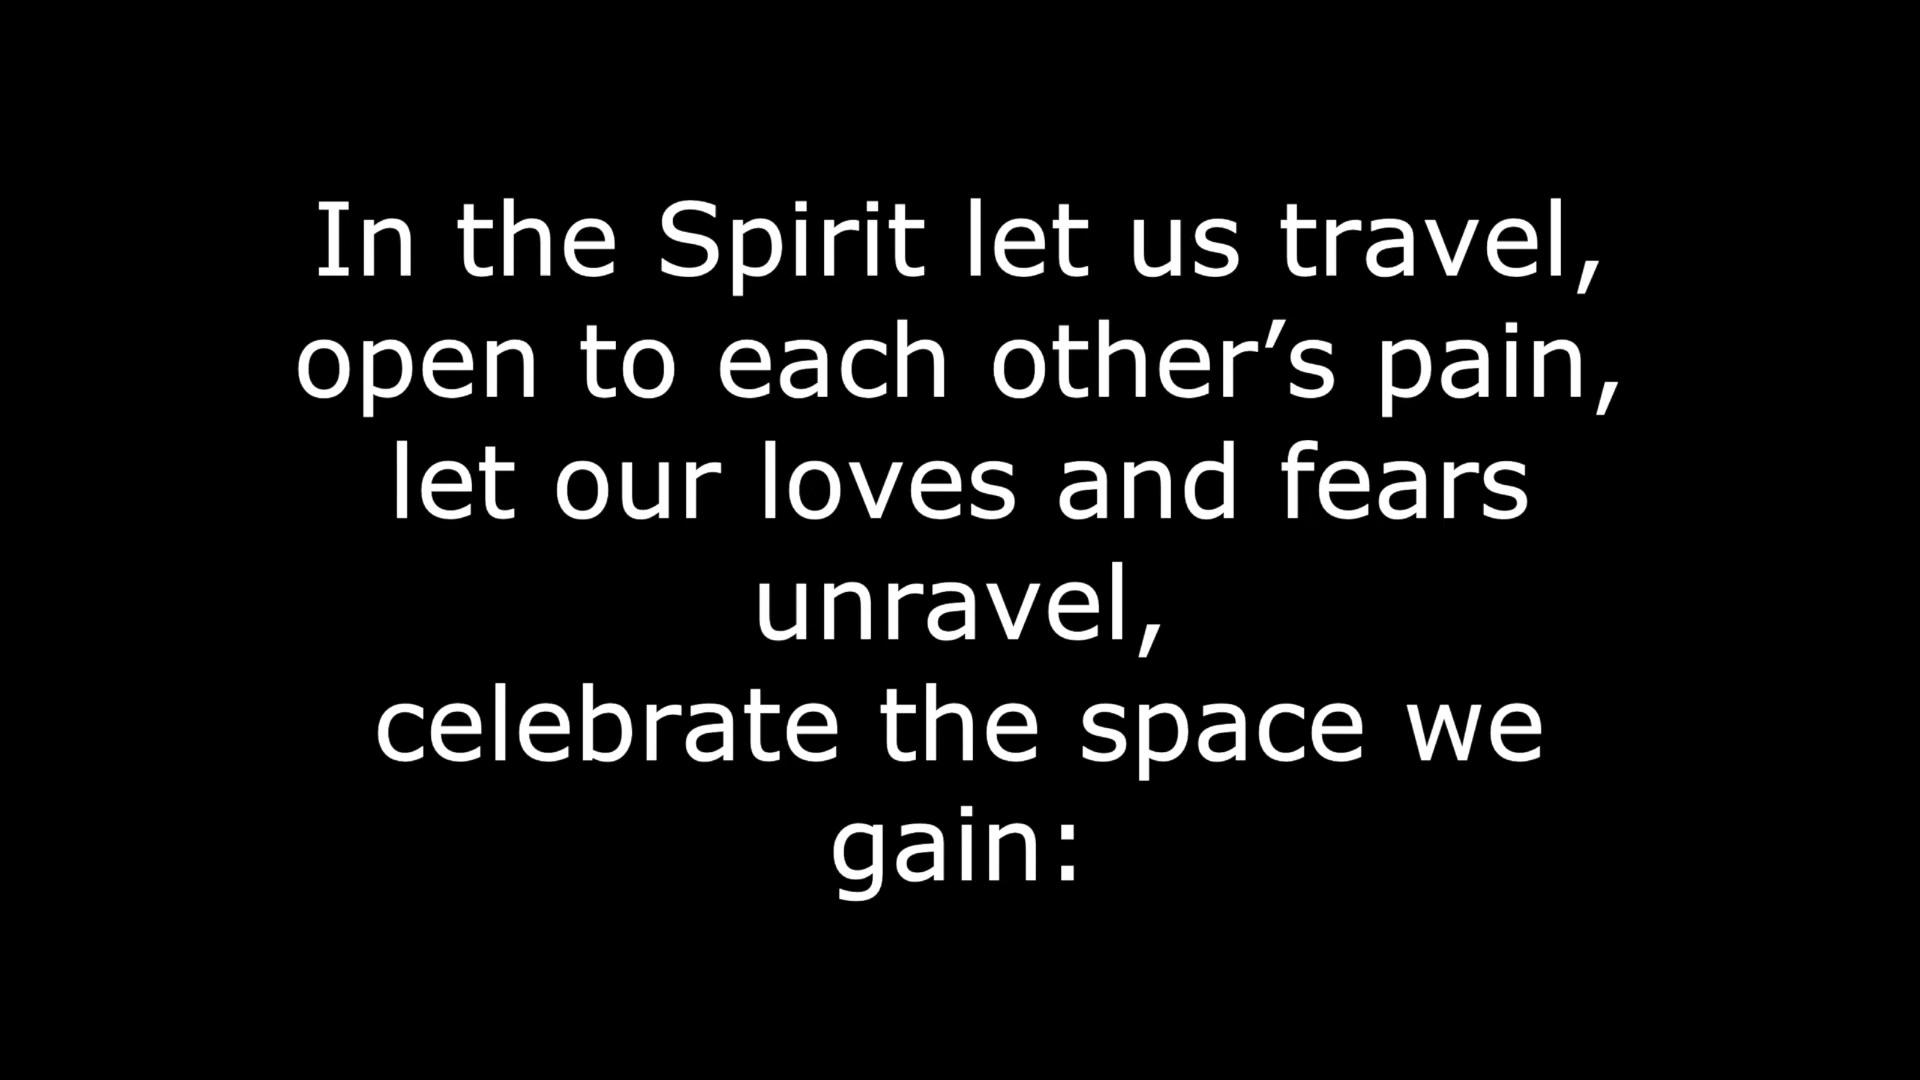 In the Spirit let us travel,
open to each other’s pain,
let our loves and fears
unravel,
celebrate the space we
gain: